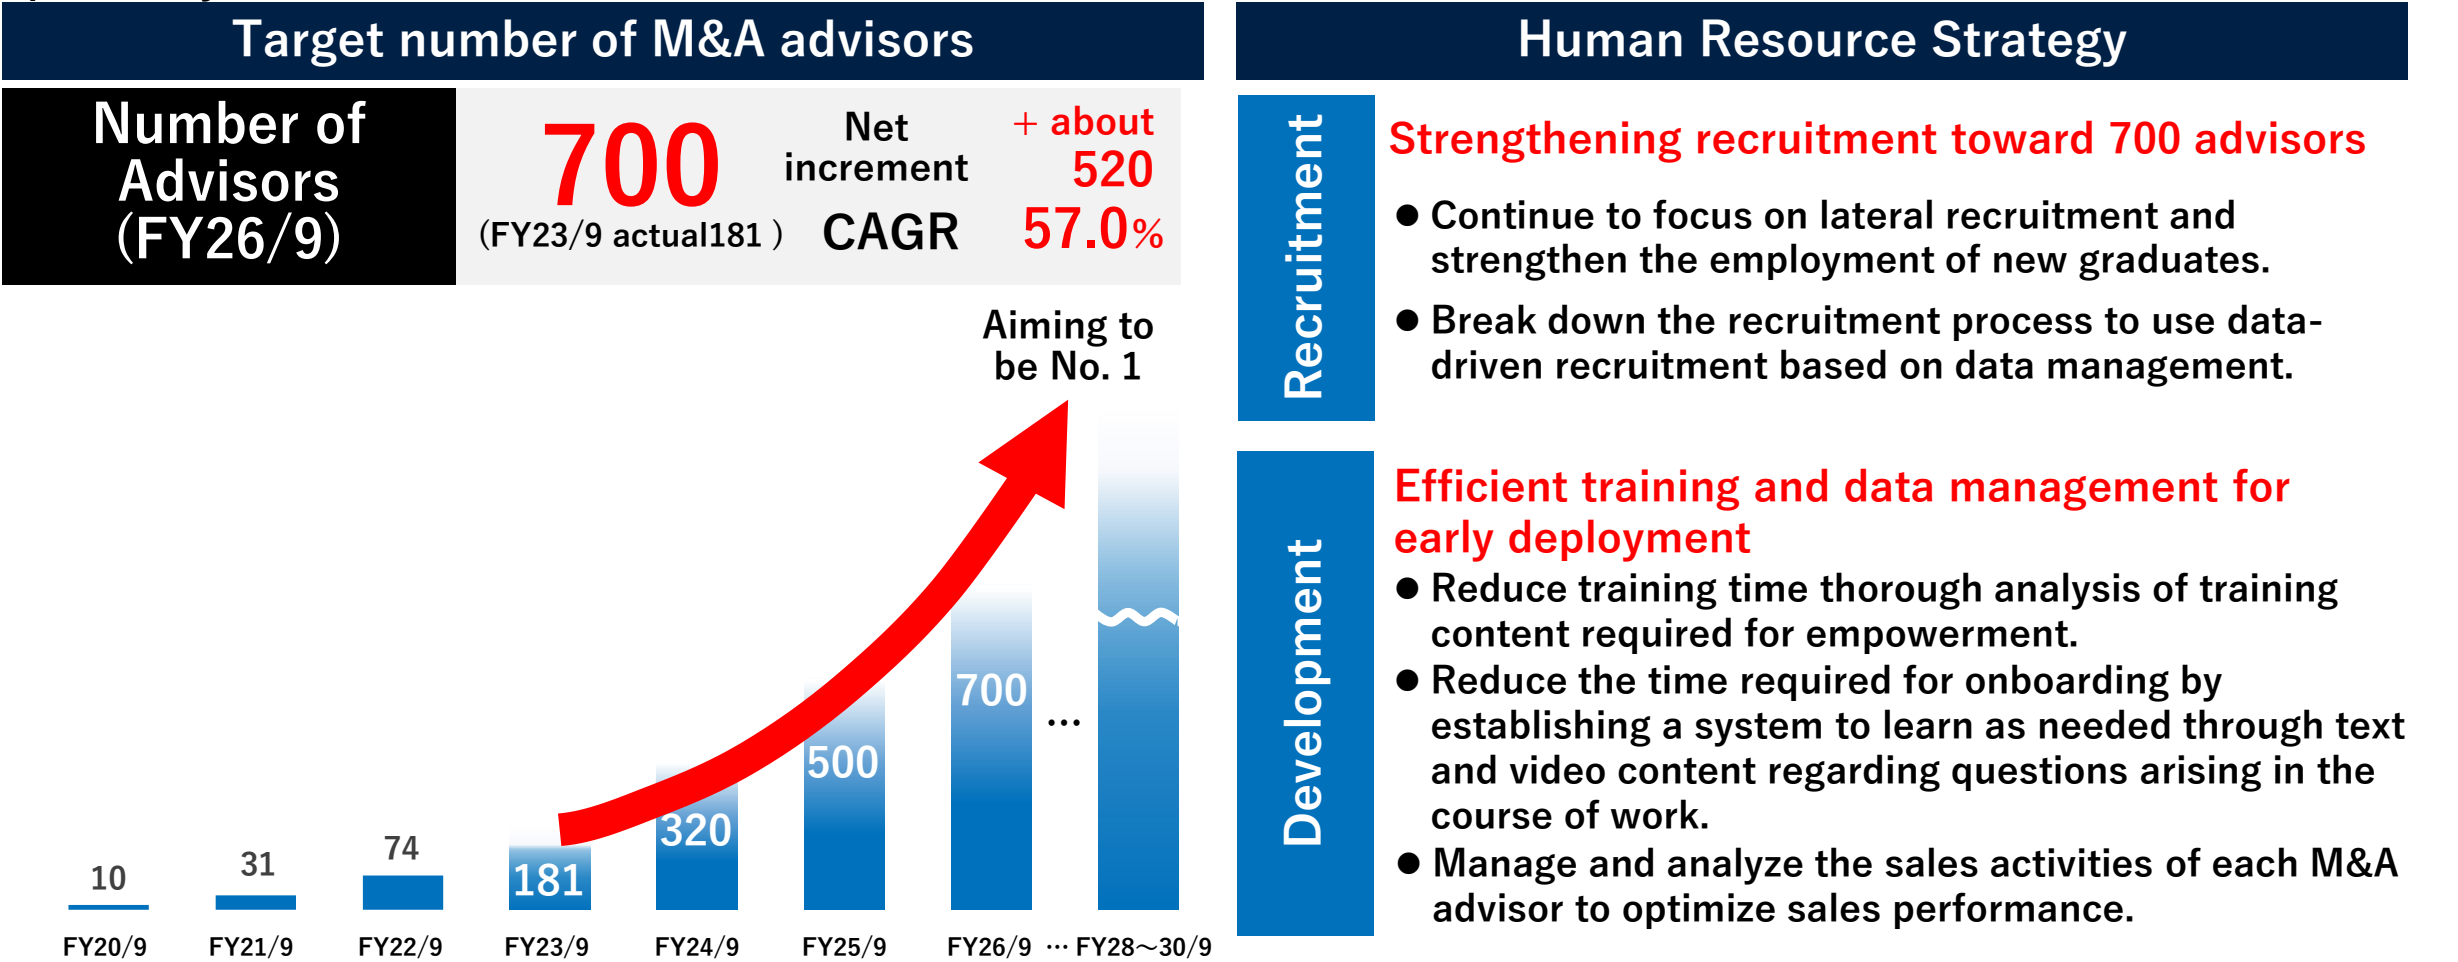 Target number of M&A advisors
Number of
Advisors
(FY26/9)
700
(FY23/9 actual181 )
Net
increment
+ about
520
CAGR
57.0%
Aiming to
be No. 1
10
31
74
181
320
500
700
...
FY20/9
FY21/9
FY22/9
FY23/9
FY24/9
FY25/9
FY26/9
...
FY28～30/9
Human Resource Strategy
Recruitment
Strengthening recruitment toward 700 advisors
● Continue to focus on lateral recruitment and
strengthen the employment of new graduates.
● Break down the recruitment process to use data-
driven recruitment based on data management.
Development
Efficient training and data management for
early deployment
● Reduce training time thorough analysis of training
content required for empowerment.
● Reduce the time required for onboarding by
establishing a system to learn as needed through text
and video content regarding questions arising in the
course of work.
● Manage and analyze the sales activities of each M&A
advisor to optimize sales performance.